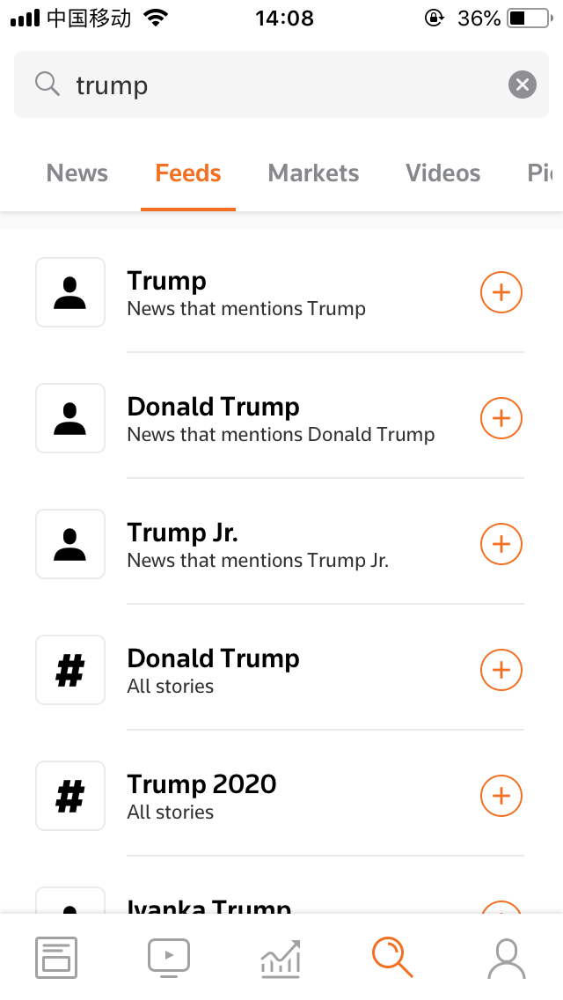 中国移动 14:08 36%
trump
News Feeds Markets Videos
Trump
News that mentions Trump
Donald Trump
News that mentions Donald Trump
Trump Jr.
News that mentions Trump Jr.
# Donald Trump
All stories
# Trump 2020
All stories
Ivanka Trump